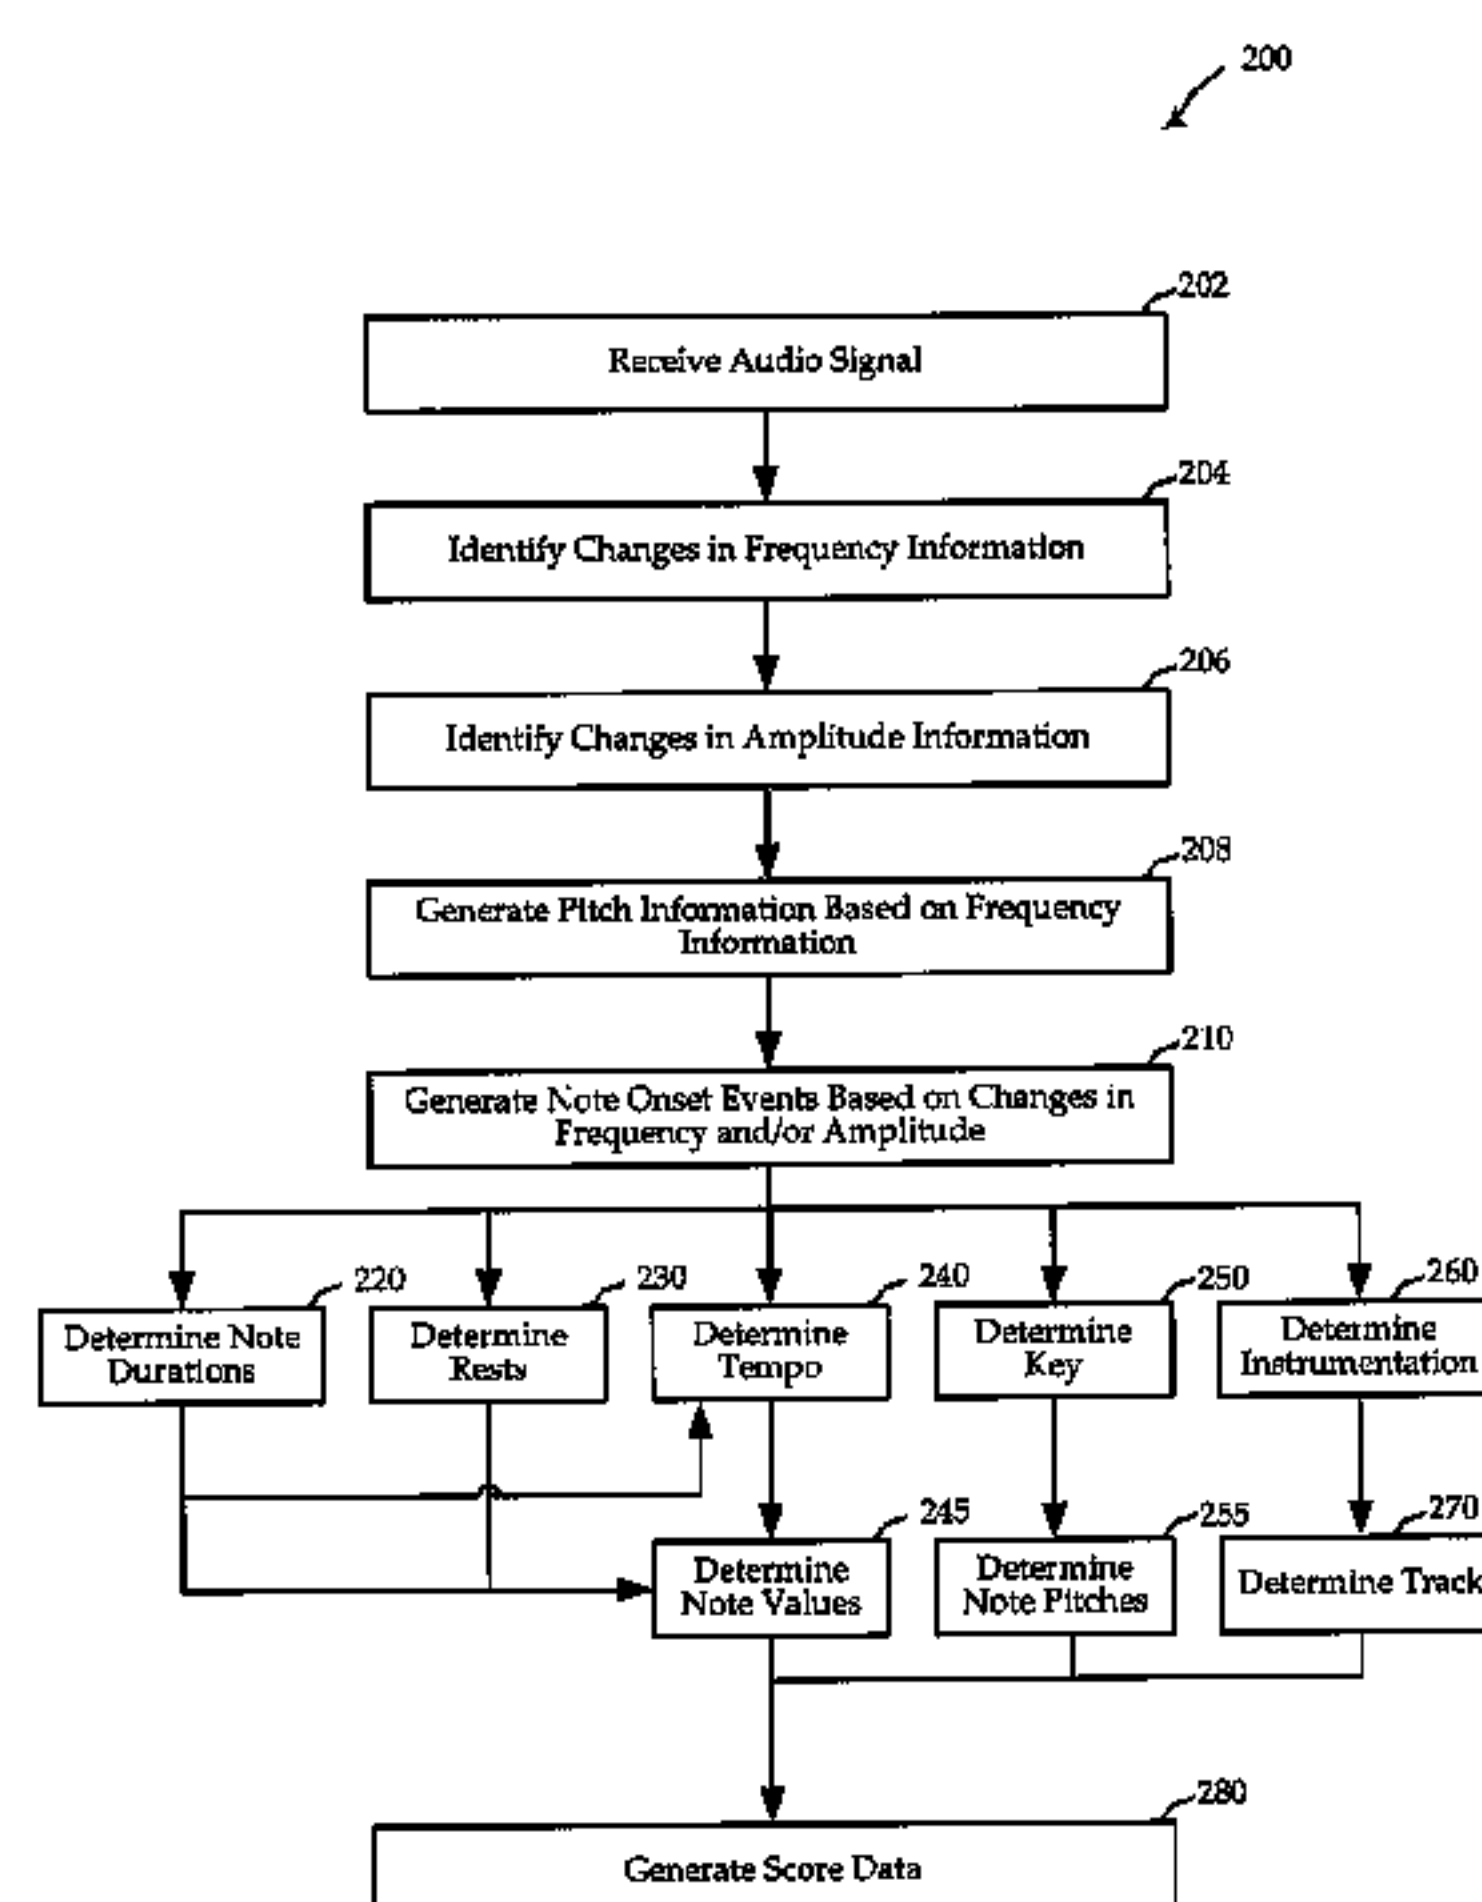 200
202
Receive Audio Signal
204
Identify Changes in Frequency Information
206
Identify Changes in Amplitude Information
208
Generate Pitch Information Based on Frequency
Information
210
Generate Note Onset Events Based on Changes in
Frequency and/or Amplitude
220
Determine Note
Durations
230
Determine
Rests
240
Determine
Tempo
250
Determine
Key
260
Determine
Instrumentation
245
Determine
Note Values
255
Determine
Note Pitches
270
Determine Track
280
Generate Score Data